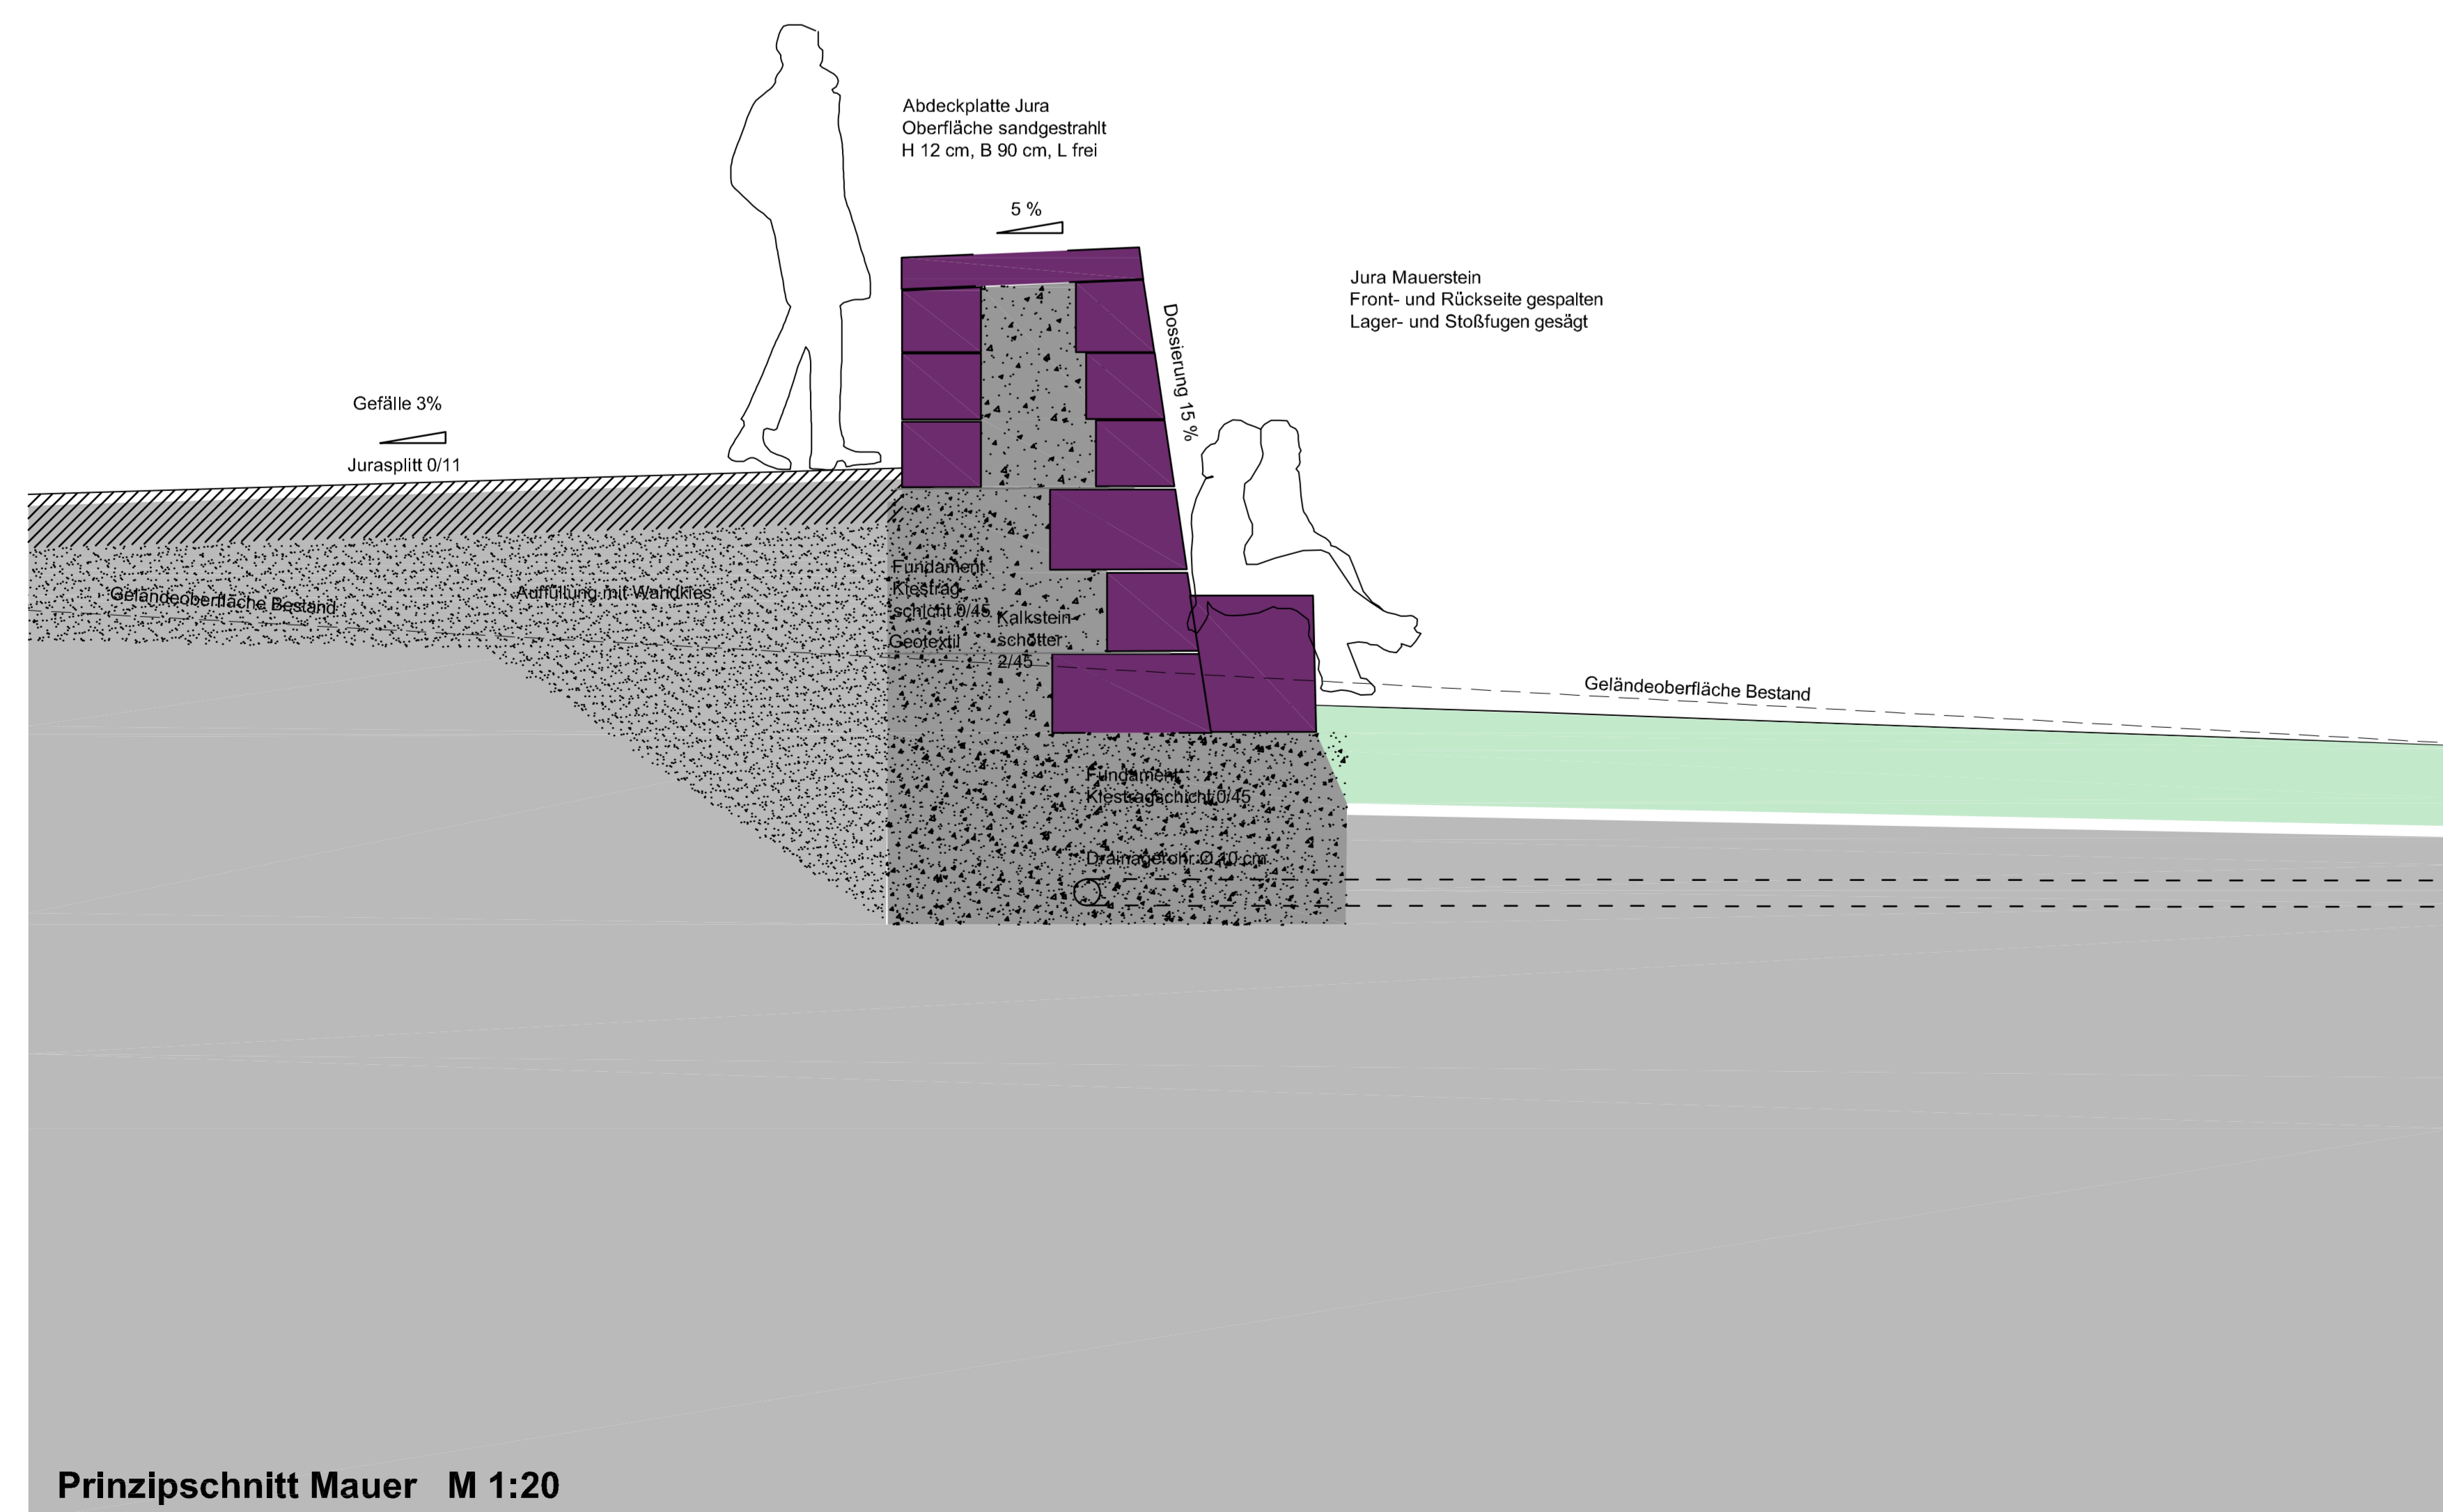 Abdeckplatte Jura
Oberfläche sandgestrahlt
H 12 cm, B 90 cm, L frei
5 %
Jura Mauerstein
Front- und Rückseite gespalten
Lager- und Stoßfugen gesägt
Dossierung 15 %
Gefälle 3%
Jurasplitt 0/11
Geländeoberfläche Bestand
Auffüllung mit Wandkies
Fundament
Kiestrag-
schicht 0/45
Geotextil
Kalkstein-
schotter
2/45
Geländeoberfläche Bestand
Fundament
Kiestragschicht 0/45
Drainagerohr Ø 10 cm
Prinzipschnitt Mauer M 1:20